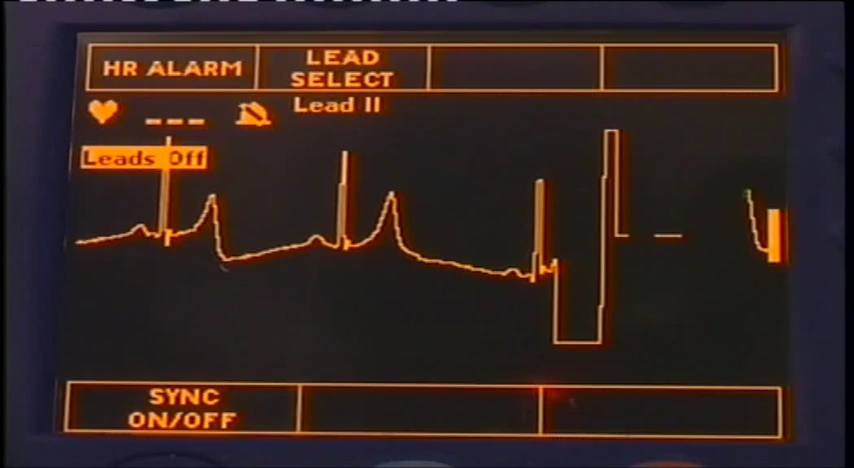 HR ALARM
LEAD
SELECT
---
Lead II
Leads Off
SYNC
ON/OFF